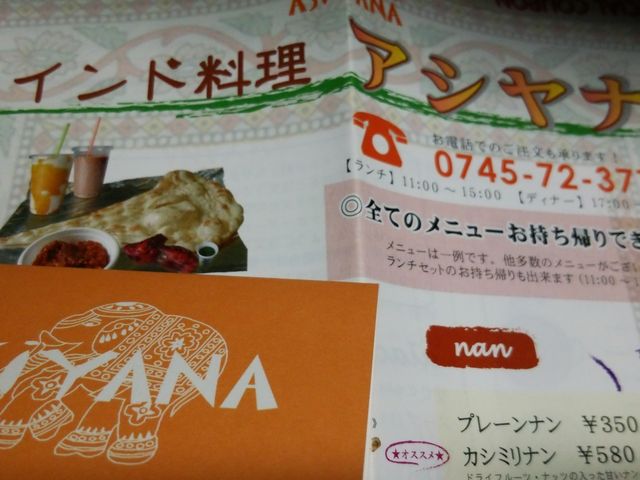 インド料理 アシヤナ
お電話でのご注文も承ります!
0745-72-37
【ランチ】11:00～15:00 【ディナー】17:00～
◎全てのメニューお持ち帰りでき
メニューは一例です。他多数のメニューがござい
ランチセットのお持ち帰りも出来ます(11:00～1
YANA
nan
プレーンナン ¥350
★オススメ★ カシミリナン ¥580
ドライフルーツ・ナッツの入った甘いナン